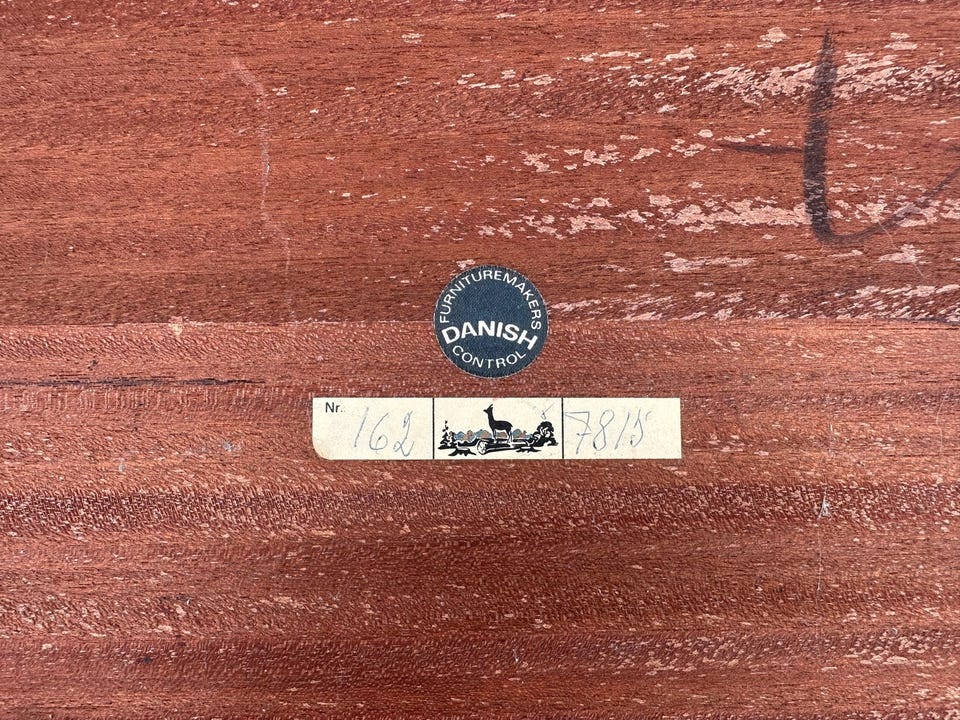 FURNITUREMAKERS
DANISH
CONTROL
Nr. 162 7815